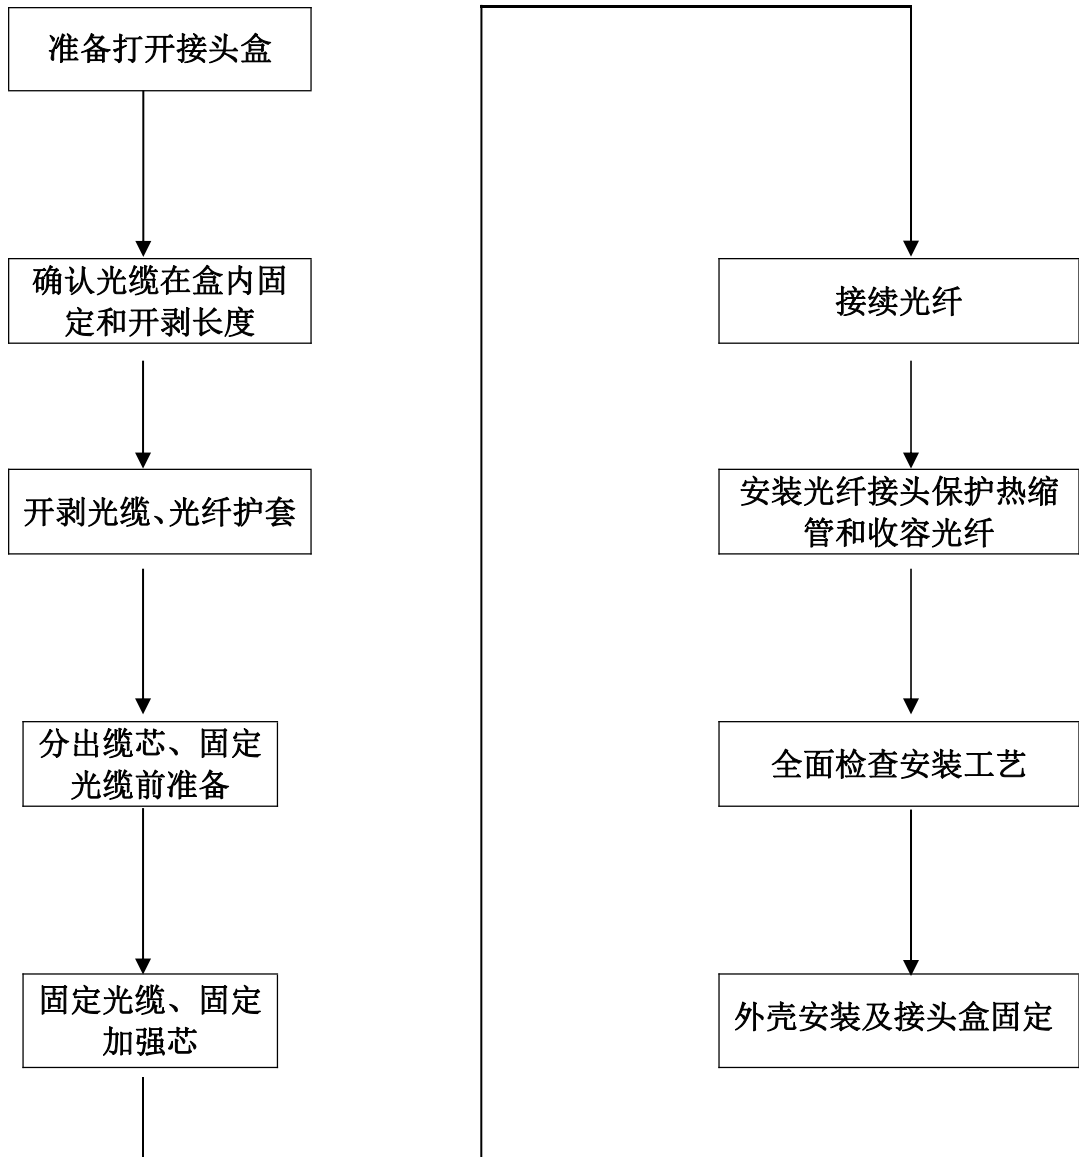 准备打开接头盒
确认光缆在盒内固
定和开剥长度
开剥光缆、光纤护套
分出缆芯、固定
光缆前准备
固定光缆、固定
加强芯
接续光纤
安装光纤接头保护热缩
管和收容光纤
全面检查安装工艺
外壳安装及接头盒固定